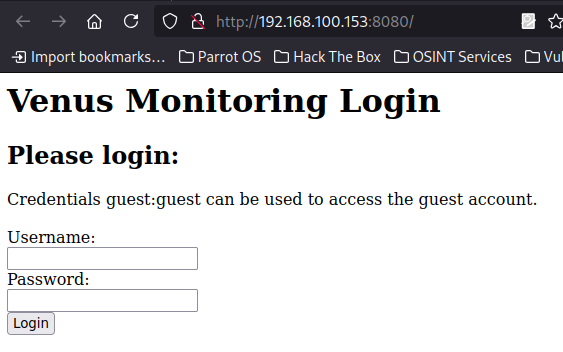 http://192.168.100.153:8080/
Import bookmarks... Parrot OS Hack The Box OSINT Services Vul
Venus Monitoring Login
Please login:
Credentials guest:guest can be used to access the guest account.
Username:
Password:
Login